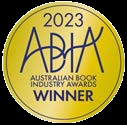 2023
ABIA
AUSTRALIAN BOOK
INDUSTRY AWARDS
WINNER